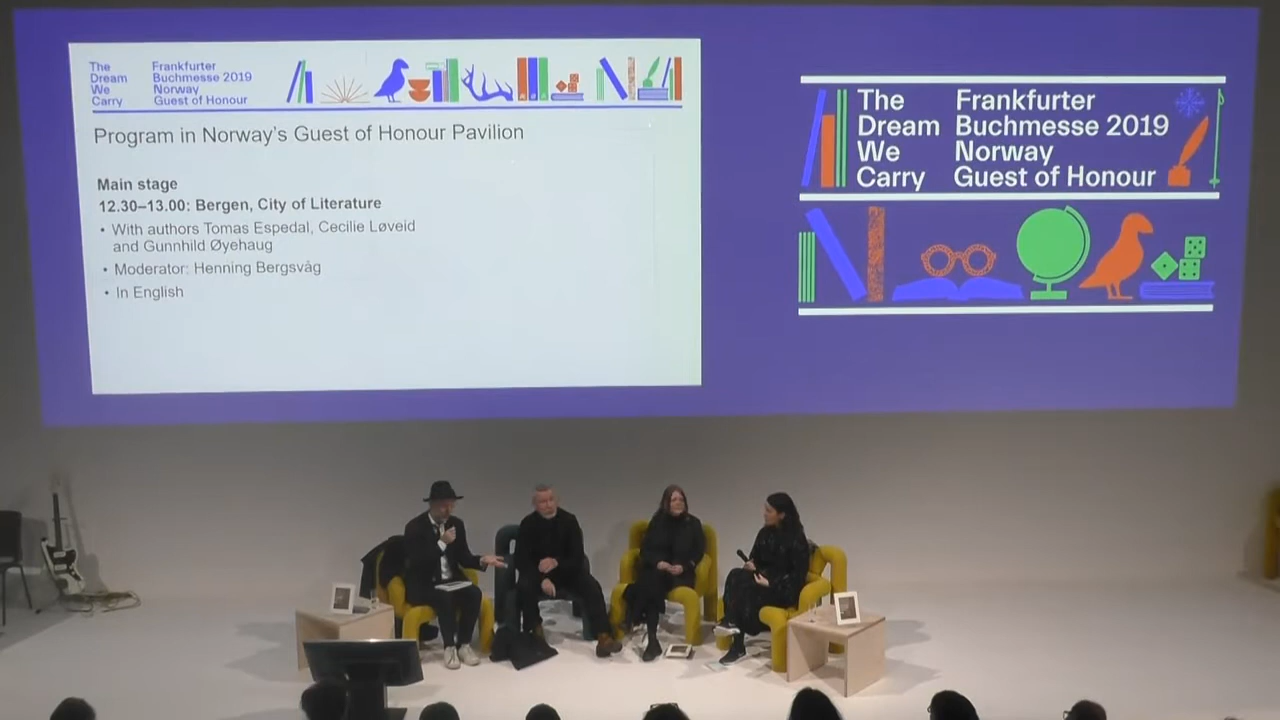 The
Dream
We
Carry
Frankfurter
Buchmesse 2019
Norway
Guest of Honour
Program in Norway's Guest of Honour Pavilion
Main stage
12.30–13.00: Bergen, City of Literature
• With authors Tomas Espedal, Cecilie Løveid
and Gunnhild Øyehaug
• Moderator: Henning Bergsvåg
• In English
The
Dream
We
Carry
Frankfurter
Buchmesse 2019
Norway
Guest of Honour